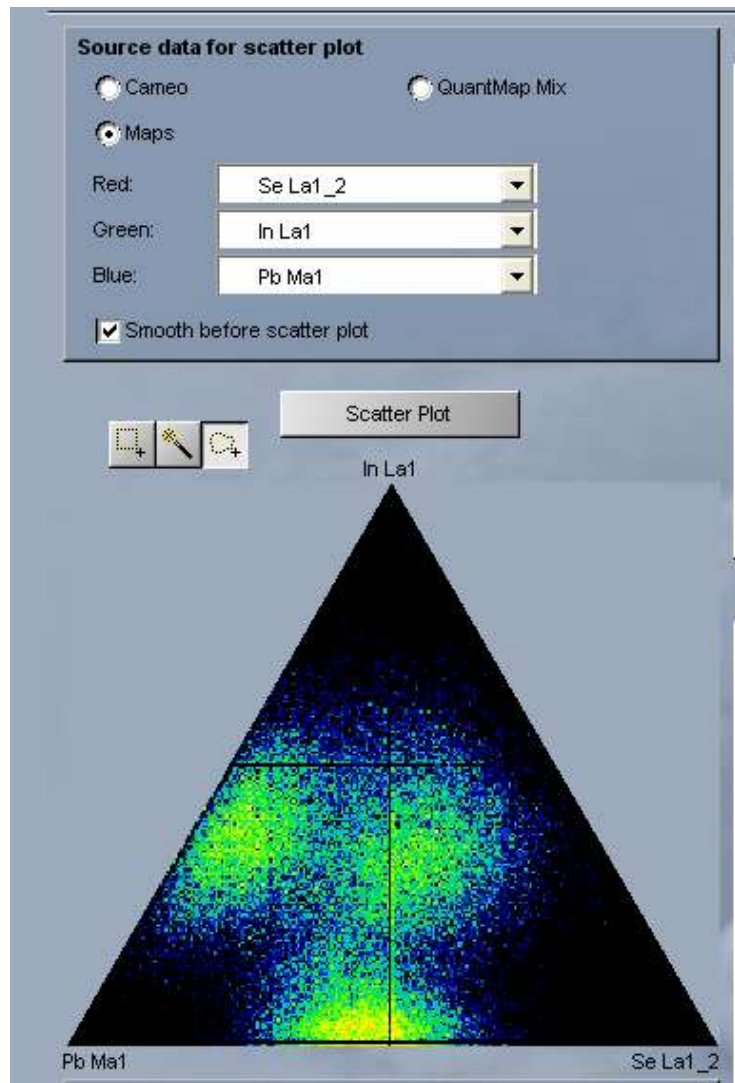 Source data for scatter plot
Cameo QuantMap Mix
Maps
Red: Se La1_2
Green: In La1
Blue: Pb Ma1
Smooth before scatter plot
Scatter Plot
In La1
Pb Ma1 Se La1_2